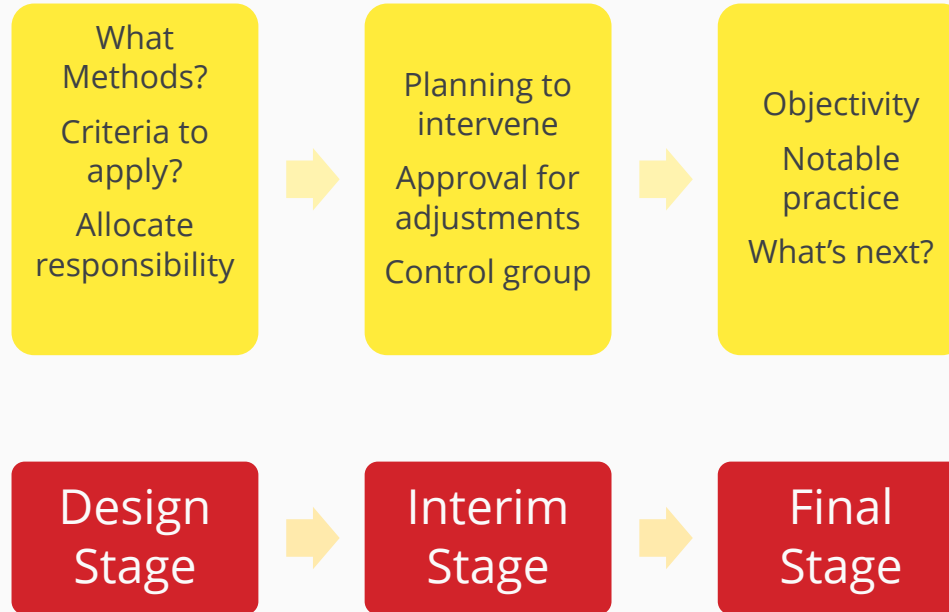 What
Methods?
Criteria to
apply?
Allocate
responsibility
Planning to
intervene
Approval for
adjustments
Control group
Objectivity
Notable
practice
What’s next?
Design
Stage
Interim
Stage
Final
Stage